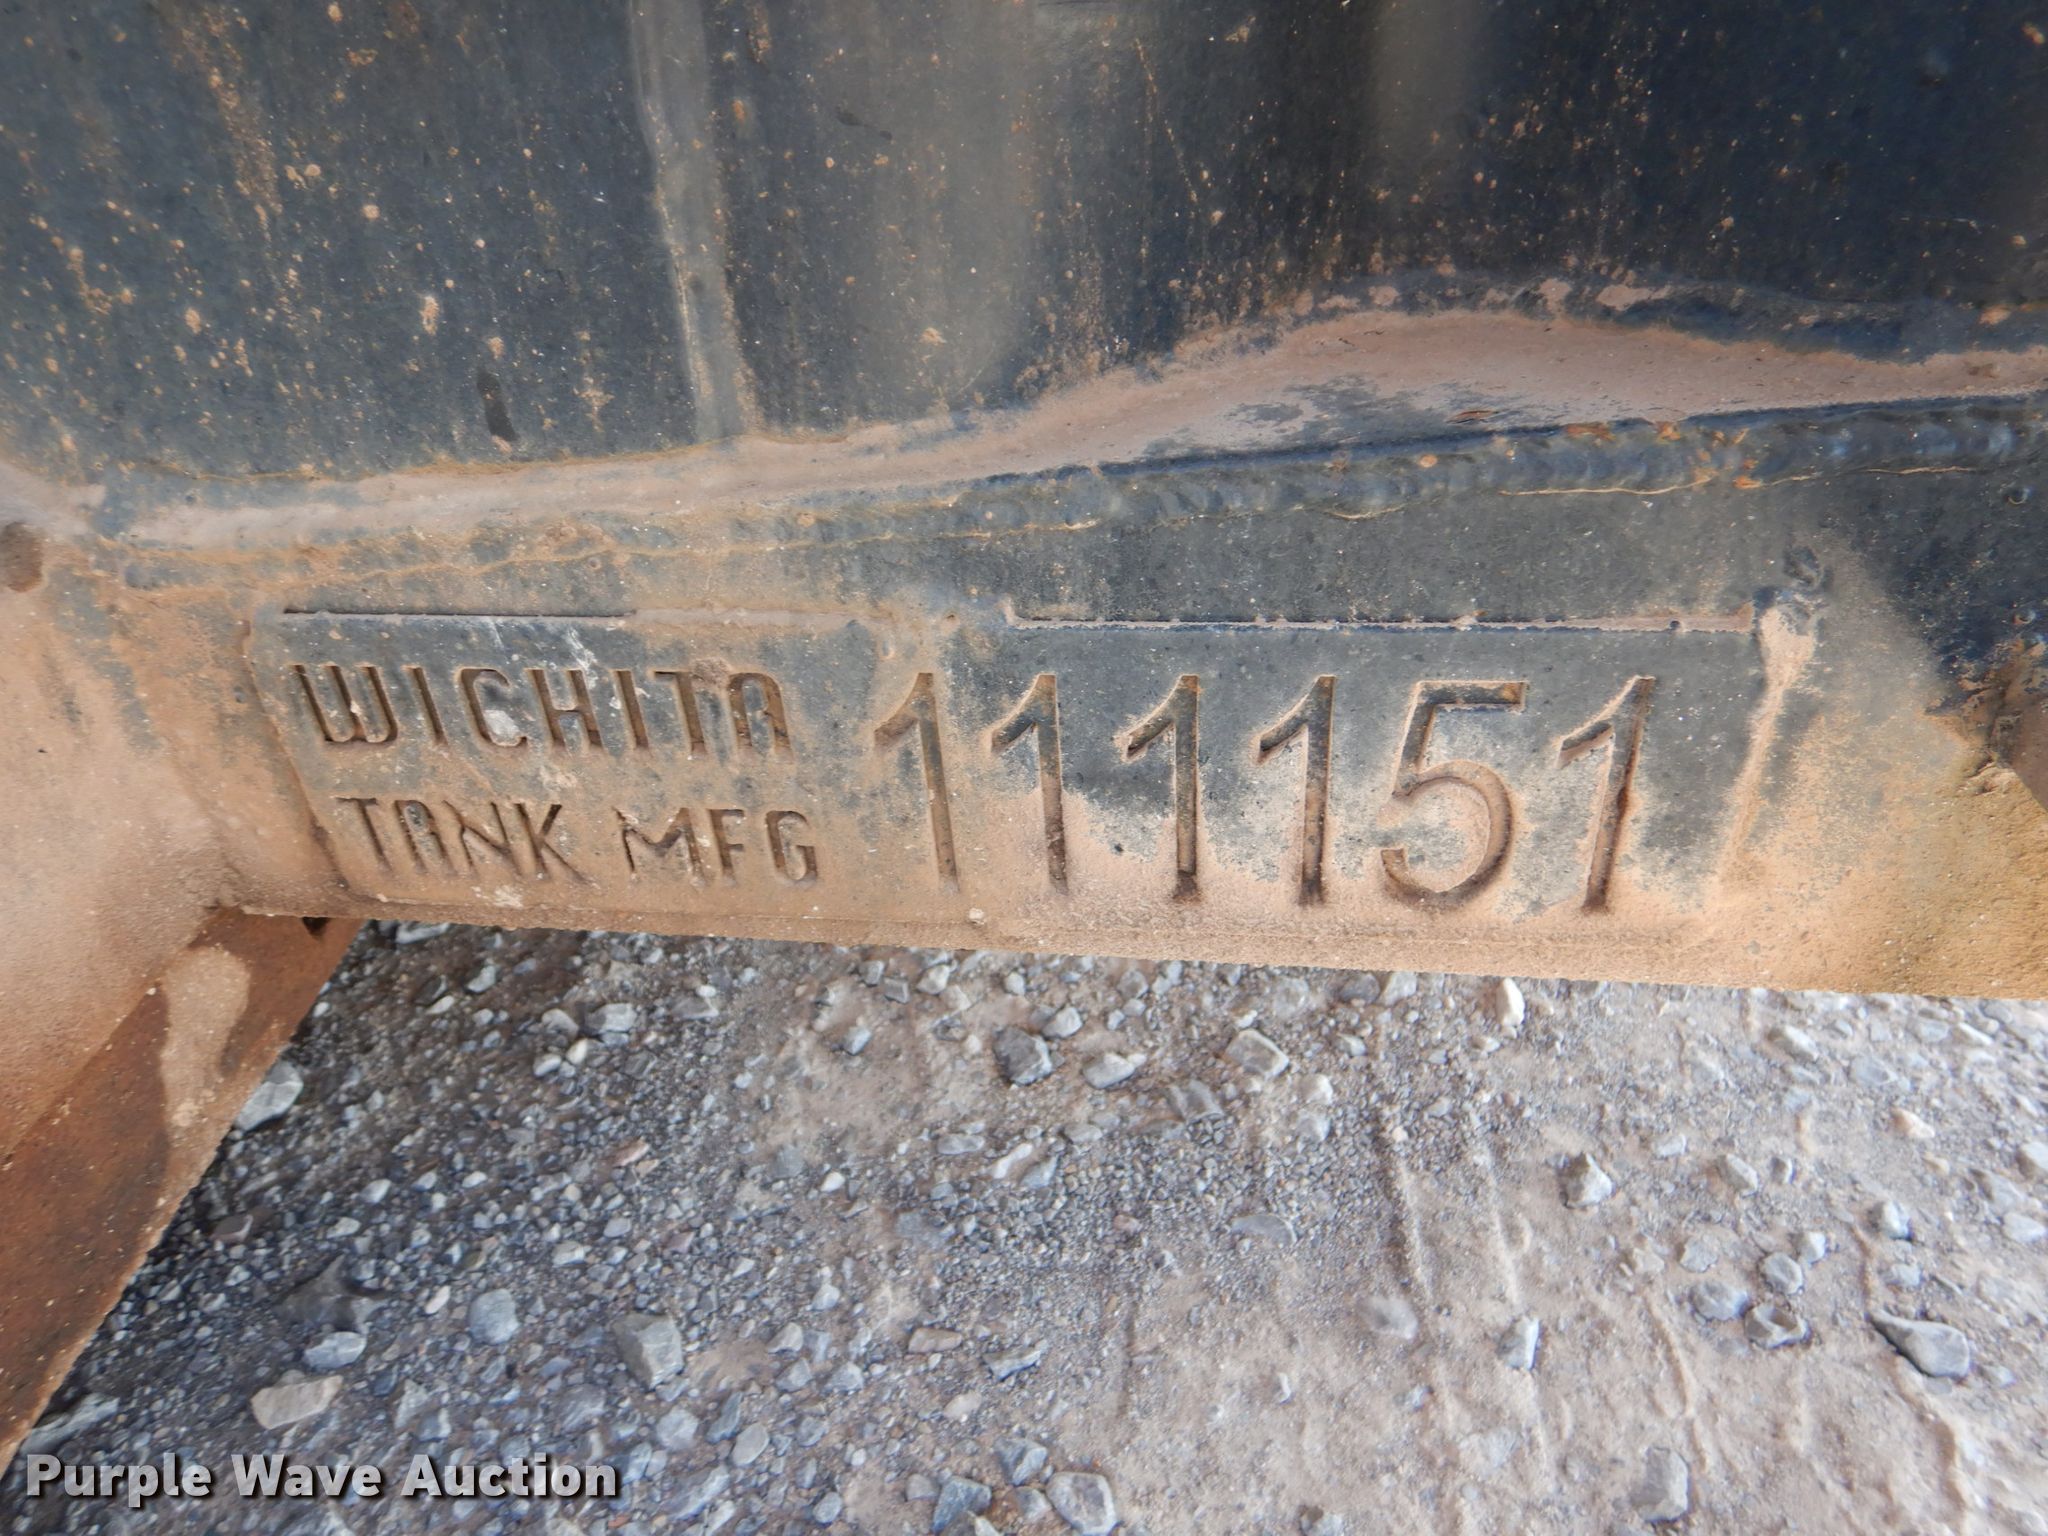 WICHITA
TANK MFG
111151
Purple Wave Auction